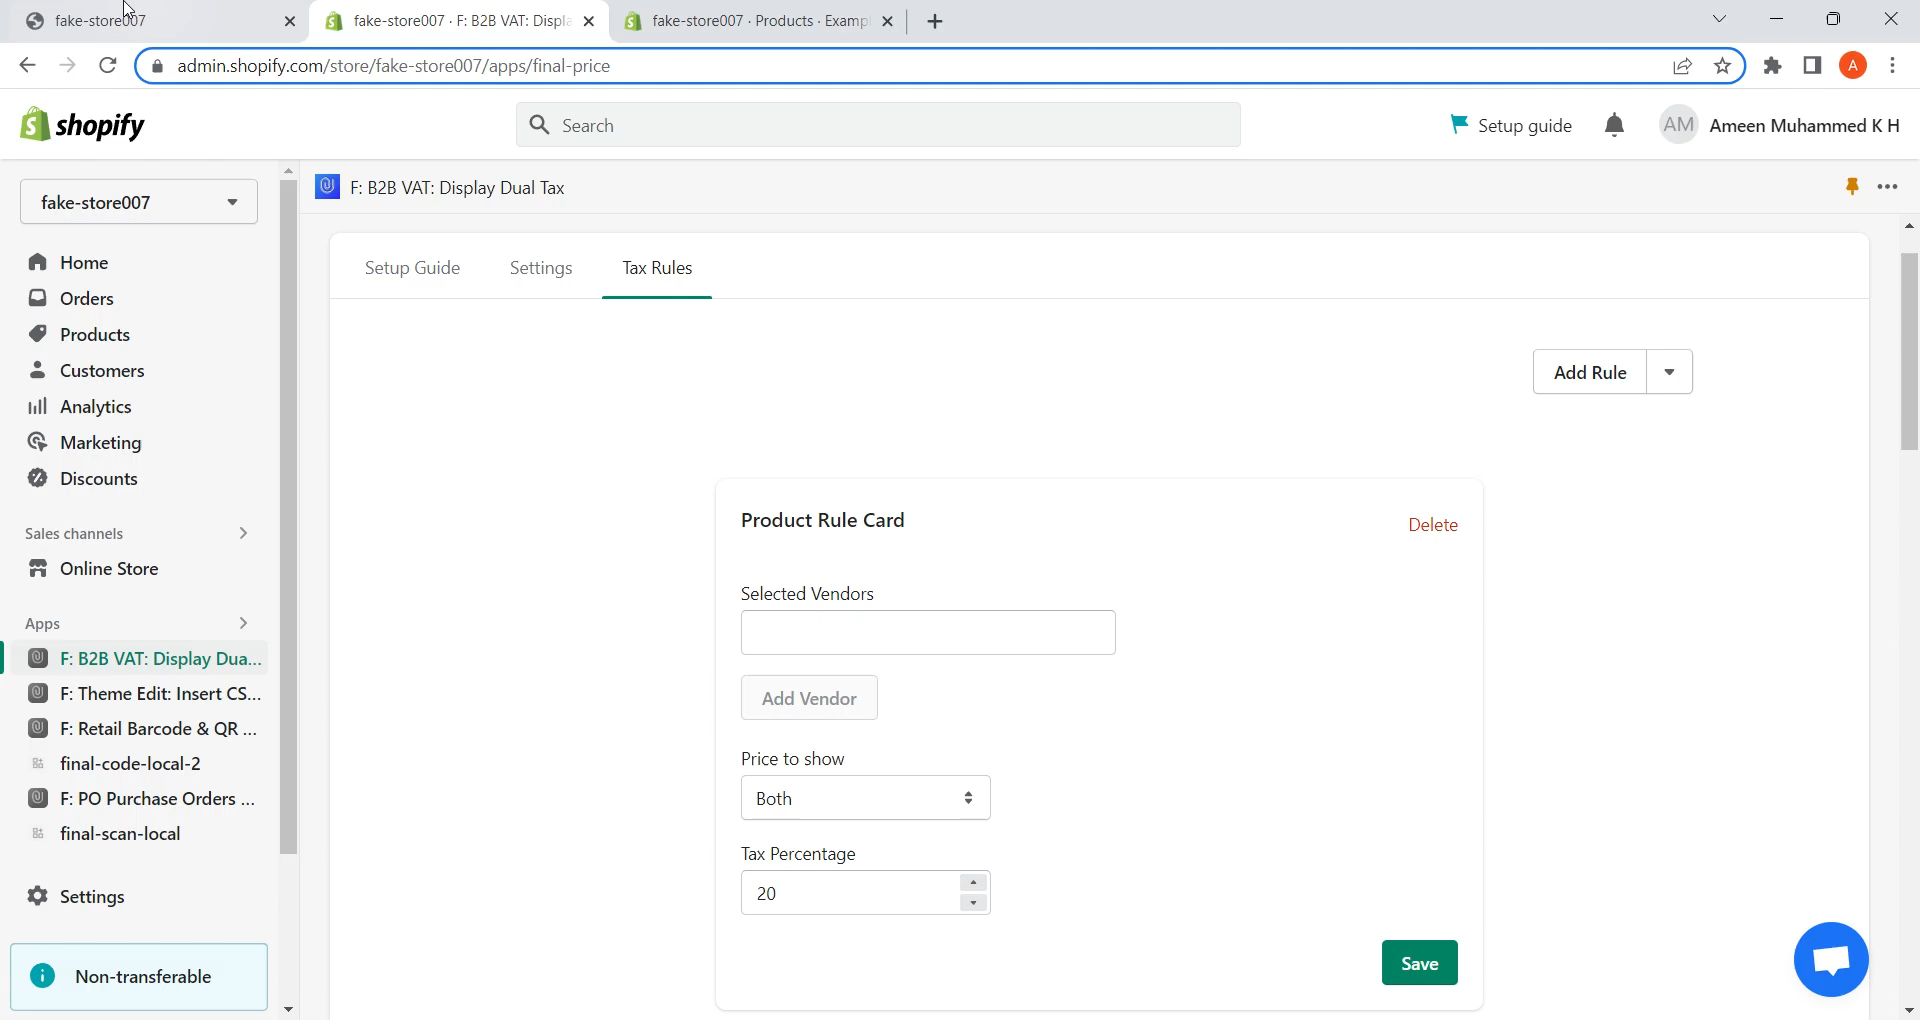 fake-store007
fake-store007 · F: B2B VAT: Displa
fake-store007 · Products · Examp
admin.shopify.com/store/fake-store007/apps/final-price
A
shopify
Search
Setup guide
AM
Ameen Muhammed K H
fake-store007
F: B2B VAT: Display Dual Tax
Home
Orders
Products
Customers
Analytics
Marketing
Discounts
Sales channels
Online Store
Apps
F: B2B VAT: Display Dua...
F: Theme Edit: Insert CS...
F: Retail Barcode & QR ...
final-code-local-2
F: PO Purchase Orders ...
final-scan-local
Settings
Non-transferable
Setup Guide
Settings
Tax Rules
Add Rule
Product Rule Card
Delete
Selected Vendors
Add Vendor
Price to show
Both
Tax Percentage
20
Save